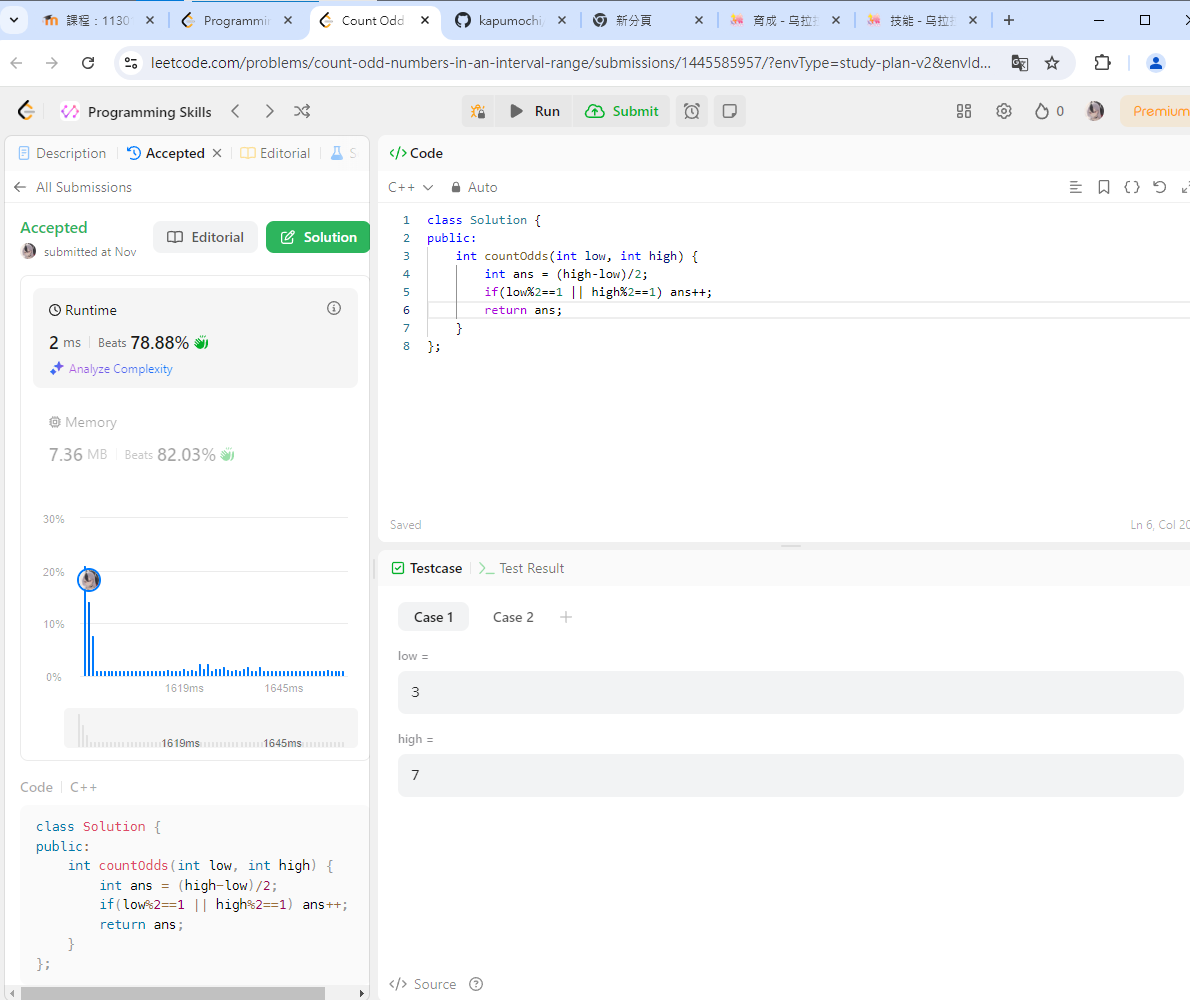 課程：1130
Programmin
Count Odd
kapumochi
新分頁
育成 - 乌拉
技能 - 乌拉
leetcode.com/problems/count-odd-numbers-in-an-interval-range/submissions/1445585957/?envType=study-plan-v2&envId...
Programming Skills
Run
Submit
0
Premium
Description
Accepted
Editorial
S
All Submissions
Accepted
submitted at Nov
Editorial
Solution
Runtime
2 ms
Beats 78.88%
Analyze Complexity
Memory
7.36 MB
Beats 82.03%
30%
20%
10%
0%
1619ms
1645ms
1619ms
1645ms
Code
C++
class Solution {
public:
    int countOdds(int low, int high) {
        int ans = (high-low)/2;
        if(low%2==1 || high%2==1) ans++;
        return ans;
    }
};
</> Code
C++
Auto
1 class Solution {
2 public:
3     int countOdds(int low, int high) {
4         int ans = (high-low)/2;
5         if(low%2==1 || high%2==1) ans++;
6         return ans;
7     }
8 };
Saved
Ln 6, Col 20
Testcase
>_ Test Result
Case 1
Case 2
low =
3
high =
7
</> Source